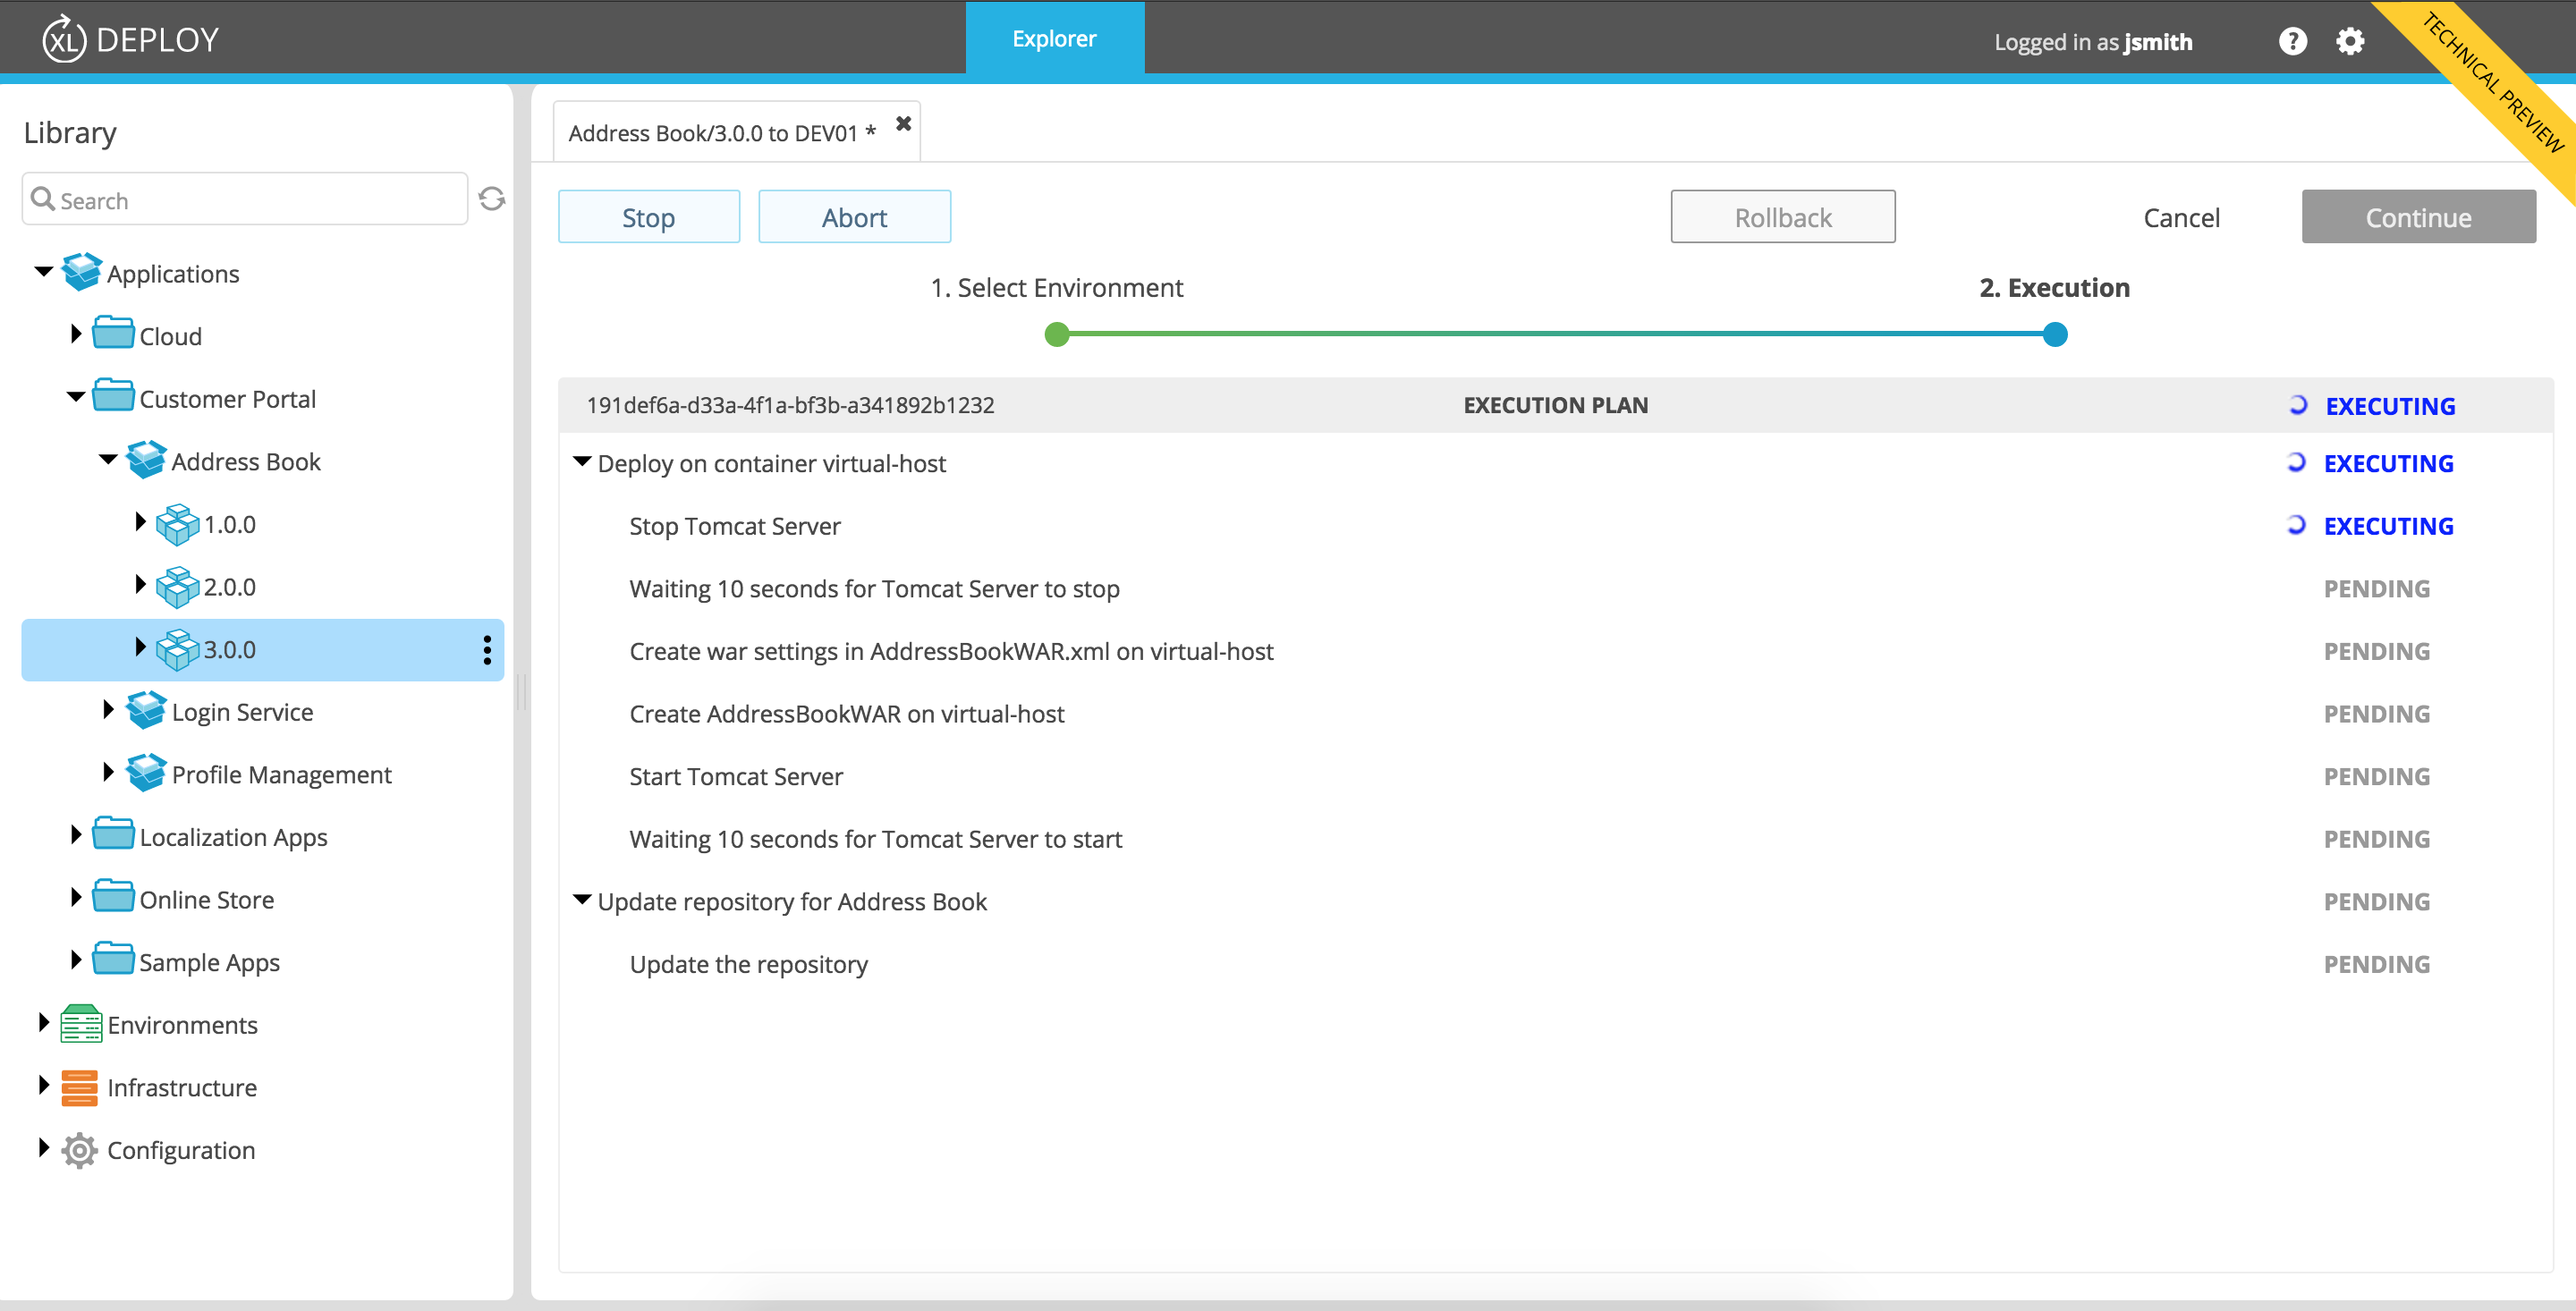 XL DEPLOY
Explorer
Logged in as jsmith
?
TECHNICAL PREVIEW
Library
Search
Applications
Cloud
Customer Portal
Address Book
1.0.0
2.0.0
3.0.0
Login Service
Profile Management
Localization Apps
Online Store
Sample Apps
Environments
Infrastructure
Configuration
Address Book/3.0.0 to DEV01 *
Stop Abort Rollback Cancel Continue
1. Select Environment 2. Execution
191def6a-d33a-4f1a-bf3b-a341892b1232 EXECUTION PLAN EXECUTING
Deploy on container virtual-host EXECUTING
Stop Tomcat Server EXECUTING
Waiting 10 seconds for Tomcat Server to stop PENDING
Create war settings in AddressBookWAR.xml on virtual-host PENDING
Create AddressBookWAR on virtual-host PENDING
Start Tomcat Server PENDING
Waiting 10 seconds for Tomcat Server to start PENDING
Update repository for Address Book PENDING
Update the repository PENDING